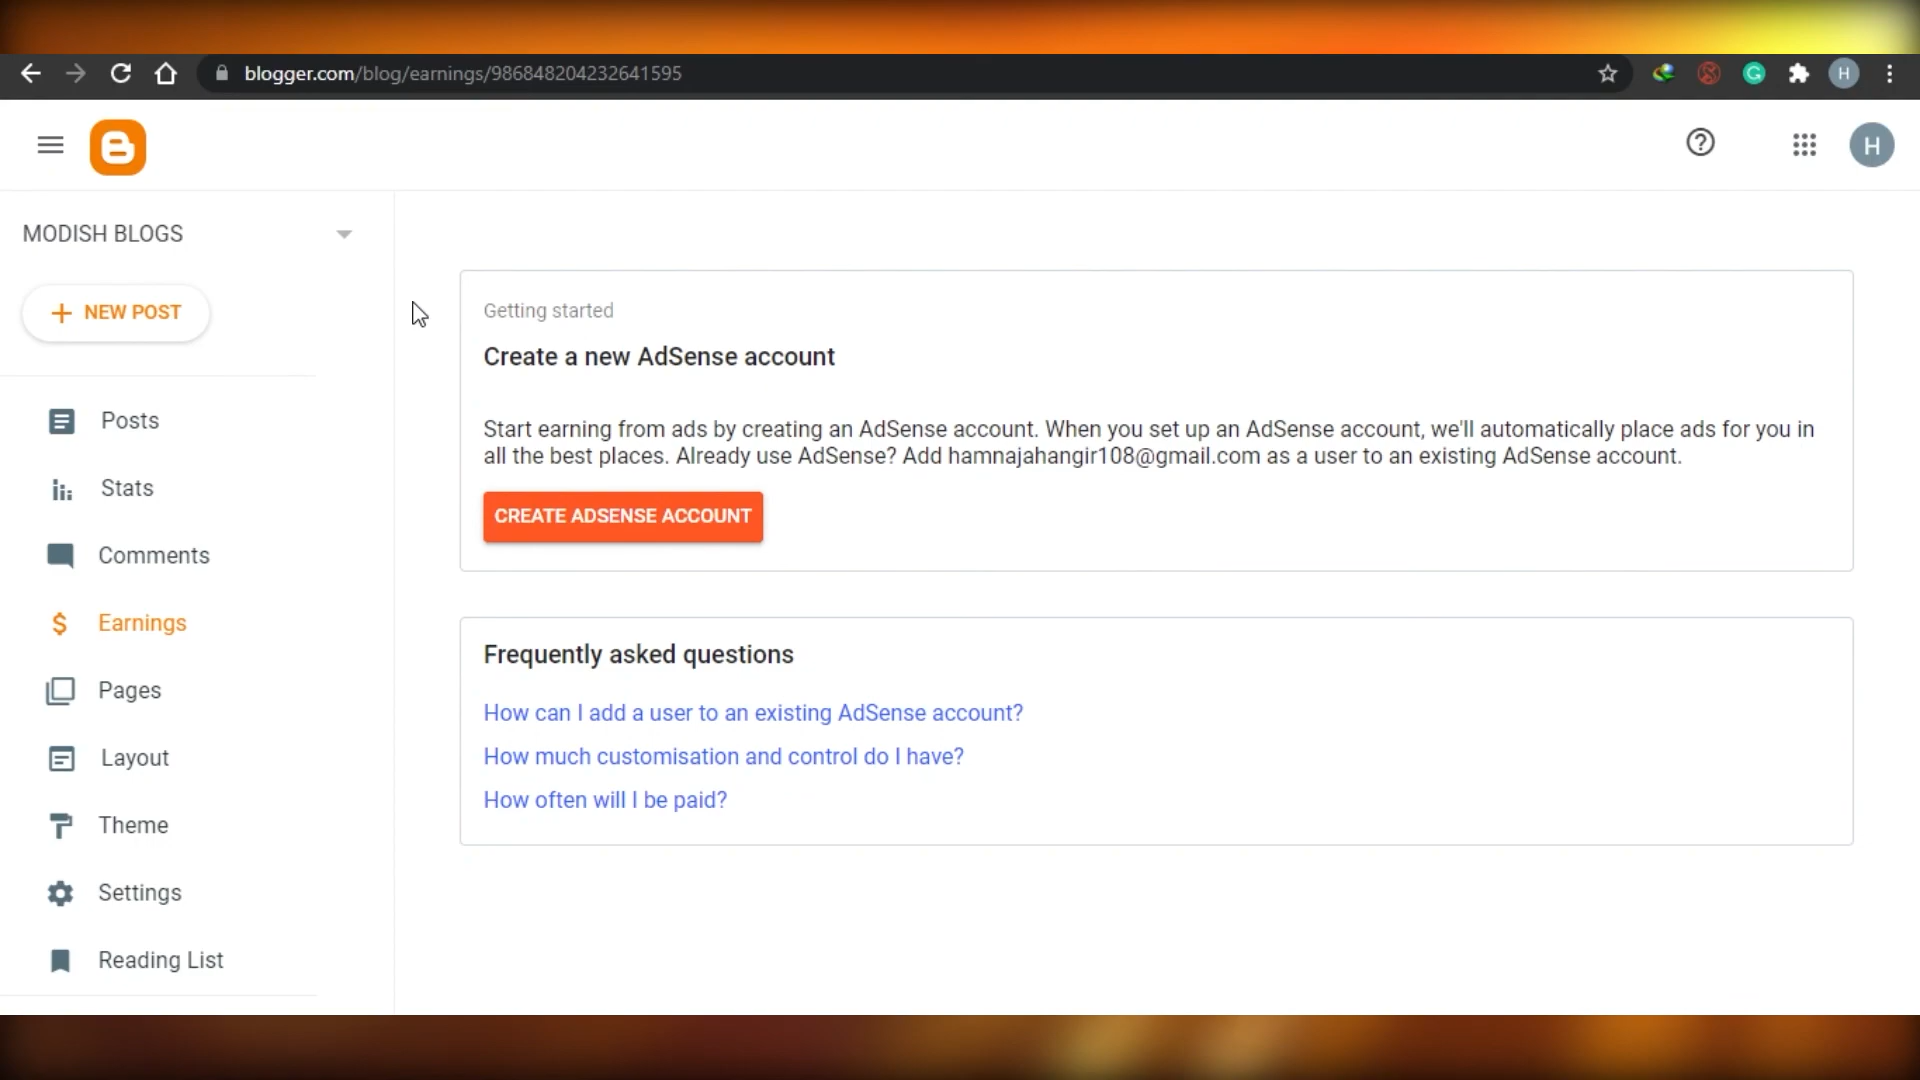 blogger.com/blog/earnings/986848204232641595
H
H
MODISH BLOGS
+ NEW POST
Posts
Stats
Comments
Earnings
Pages
Layout
Theme
Settings
Reading List
Getting started
Create a new AdSense account
Start earning from ads by creating an AdSense account. When you set up an AdSense account, we'll automatically place ads for you in
all the best places. Already use AdSense? Add hamnajahangir108@gmail.com as a user to an existing AdSense account.
CREATE ADSENSE ACCOUNT
Frequently asked questions
How can I add a user to an existing AdSense account?
How much customisation and control do I have?
How often will I be paid?